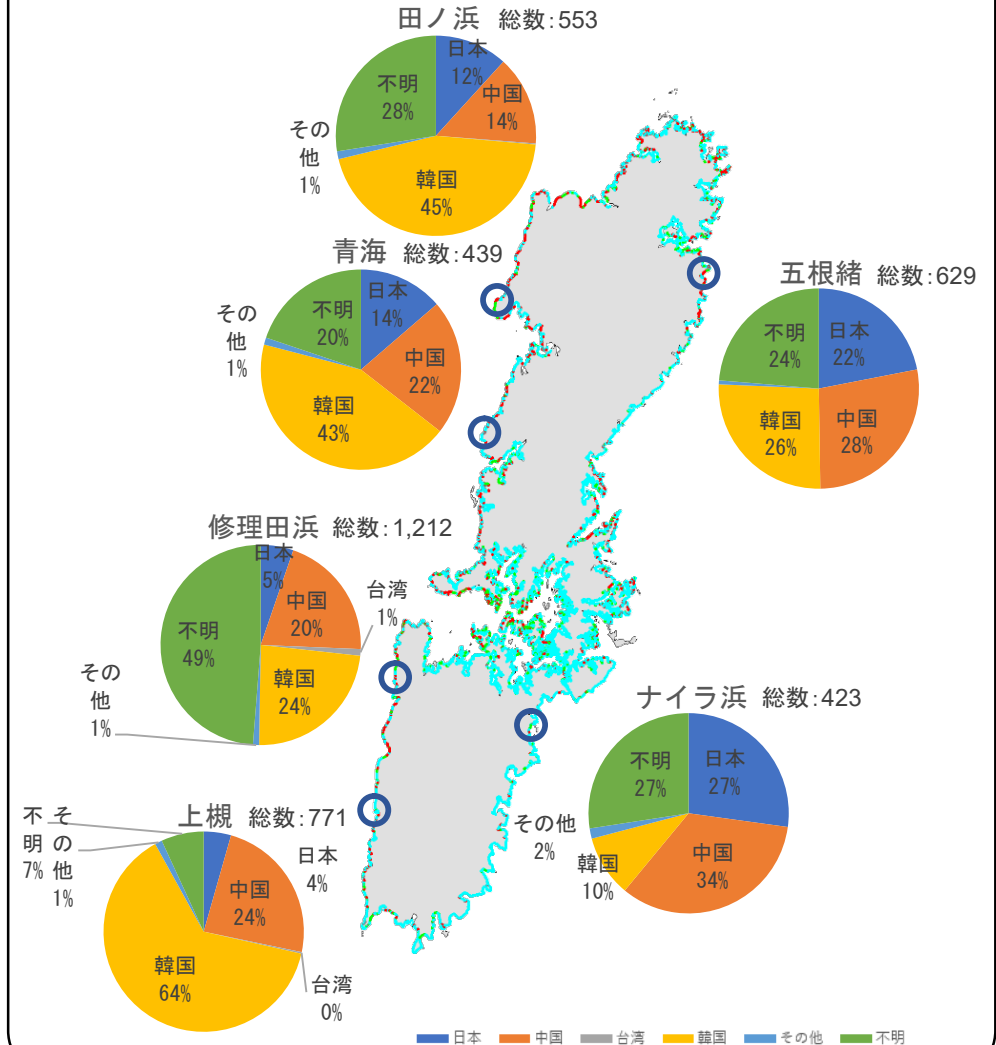 田ノ浜 総数:553
日本
12%
中国
14%
韓国
45%
その
他
1%
不明
28%
青海 総数:439
日本
14%
中国
22%
韓国
43%
その
他
1%
不明
20%
五根緒 総数:629
日本
22%
中国
28%
韓国
26%
不明
24%
修理田浜 総数:1,212
日本
5%
中国
20%
台湾
1%
韓国
24%
その
他
1%
不明
49%
ナイラ浜 総数:423
日本
27%
中国
34%
韓国
10%
その他
2%
不明
27%
上槻 総数:771
日本
4%
中国
24%
台湾
0%
韓国
64%
その他
1%
不明
7%
日本 中国 台湾 韓国 その他 不明